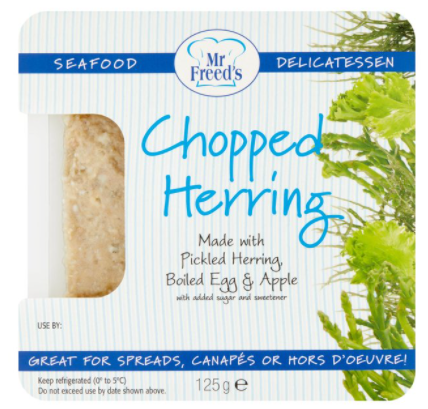 SEAFOOD
Mr
Freed's
DELICATESSEN
Chopped
Herring
Made with
Pickled Herring,
Boiled Egg & Apple
with added sugar and sweetener
USE BY:
GREAT FOR SPREADS, CANAPÉS OR HORS D'OEUVRE!
Keep refrigerated (0° to 5°C)
Do not exceed use by date shown above.
125g e